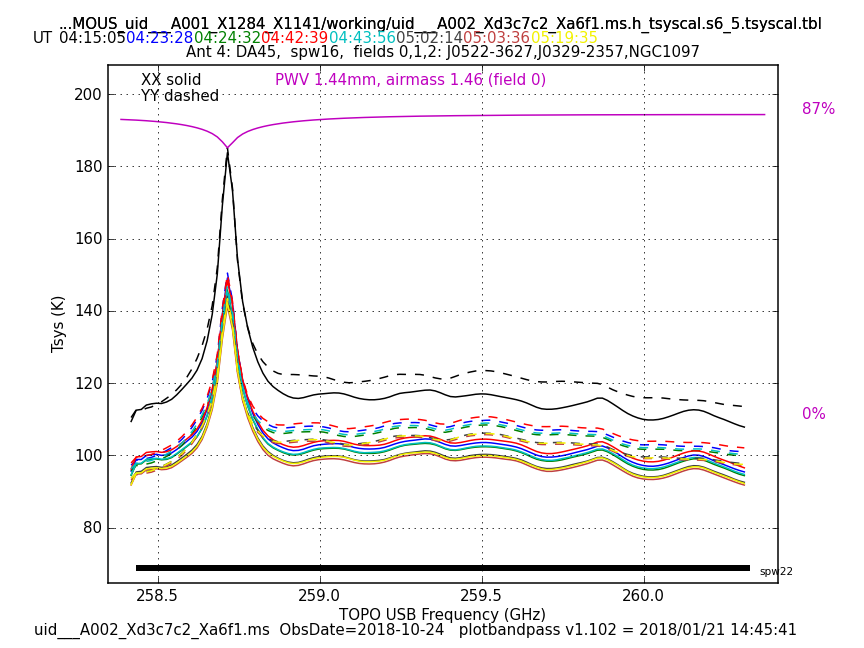 ...MOUS_uid___A001_X1284_X1141/working/uid___A002_Xd3c7c2_Xa6f1.ms.h_tsyscal.s6_5.tsyscal.tbl
UT 04:15:05 04:23:28 04:24:32 04:42:39 04:43:56 05:02:14 05:03:36 05:19:35
Ant 4: DA45,  spw16,  fields 0,1,2: J0522-3627,J0329-2357,NGC1097
XX solid
YY dashed
PWV 1.44mm, airmass 1.46 (field 0)
87%
0%
Tsys (K)
200
180
160
140
120
100
80
spw22
258.5 259.0 259.5 260.0
TOPO USB Frequency (GHz)
uid___A002_Xd3c7c2_Xa6f1.ms  ObsDate=2018-10-24   plotbandpass v1.102 = 2018/01/21 14:45:41